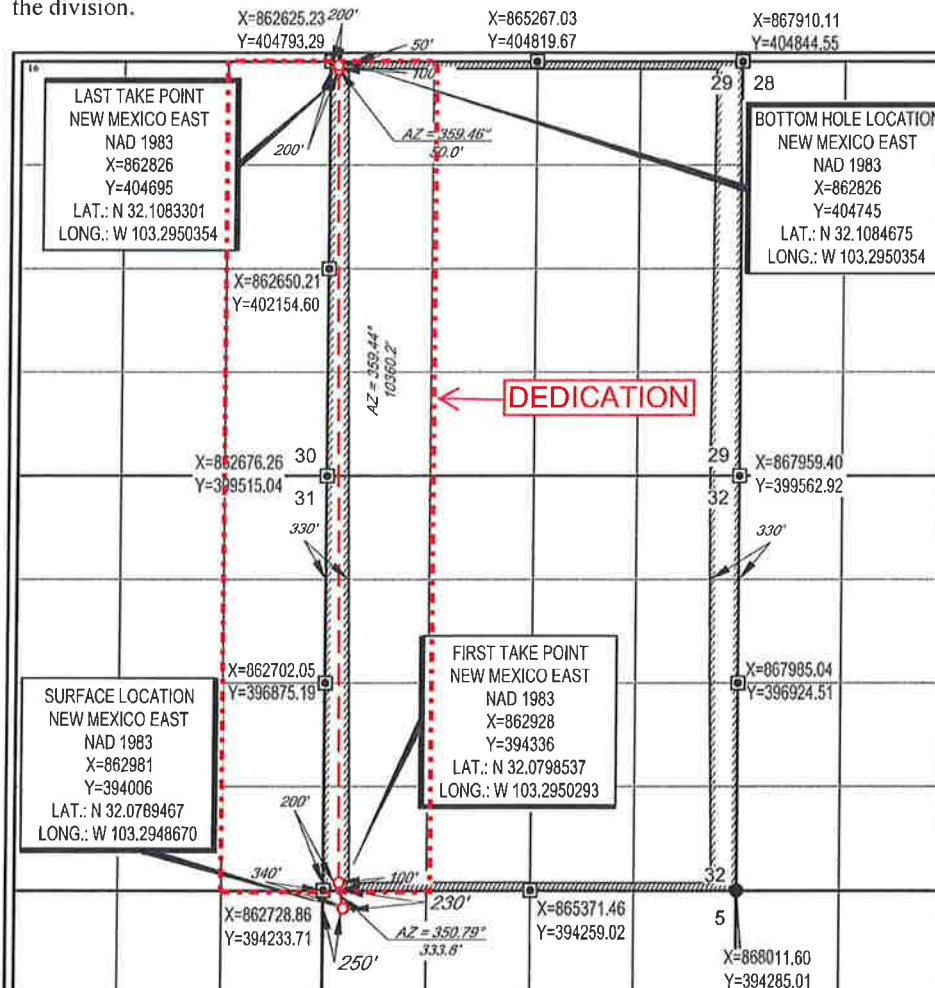 the division.
X=862625.23
Y=404793.29
200'
50'
100'
X=865267.03
Y=404819.67
X=867910.11
Y=404844.55
16
29
28
LAST TAKE POINT
NEW MEXICO EAST
NAD 1983
X=862826
Y=404695
LAT.: N 32.1083301
LONG.: W 103.2950354
200'
AZ = 359.46°
50.0'
BOTTOM HOLE LOCATION
NEW MEXICO EAST
NAD 1983
X=862826
Y=404745
LAT.: N 32.1084675
LONG.: W 103.2950354
X=862650.21
Y=402154.60
AZ = 359.44°
10360.2'
DEDICATION
X=862676.26
Y=399515.04
30
31
29
32
X=867959.40
Y=399562.92
330'
330'
X=862702.05
Y=396875.19
X=867985.04
Y=396924.51
FIRST TAKE POINT
NEW MEXICO EAST
NAD 1983
X=862928
Y=394336
LAT.: N 32.0798537
LONG.: W 103.2950293
SURFACE LOCATION
NEW MEXICO EAST
NAD 1983
X=862981
Y=394006
LAT.: N 32.0789467
LONG.: W 103.2948670
200'
340'
100'
230'
32
5
X=862728.86
Y=394233.71
AZ = 350.79°
333.6'
250'
X=865371.46
Y=394259.02
X=868011.60
Y=394285.01